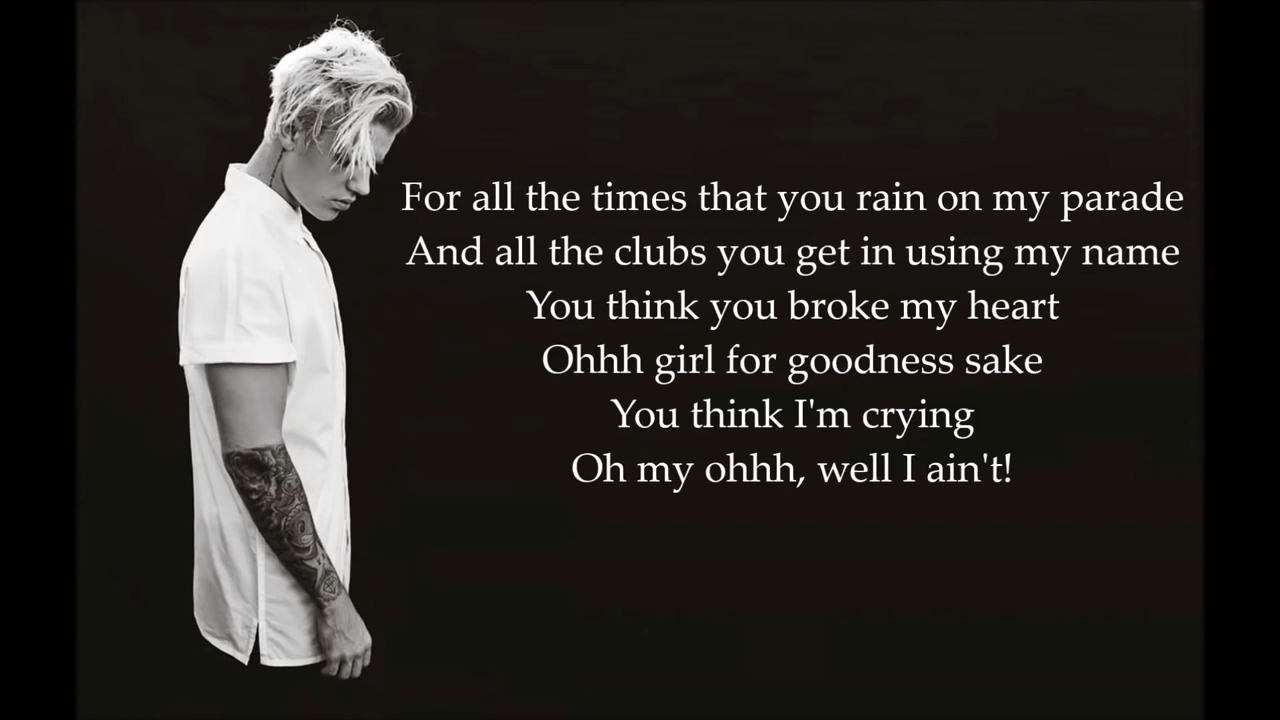 For all the times that you rain on my parade
And all the clubs you get in using my name
You think you broke my heart
Ohhh girl for goodness sake
You think I'm crying
Oh my ohhh, well I ain't!